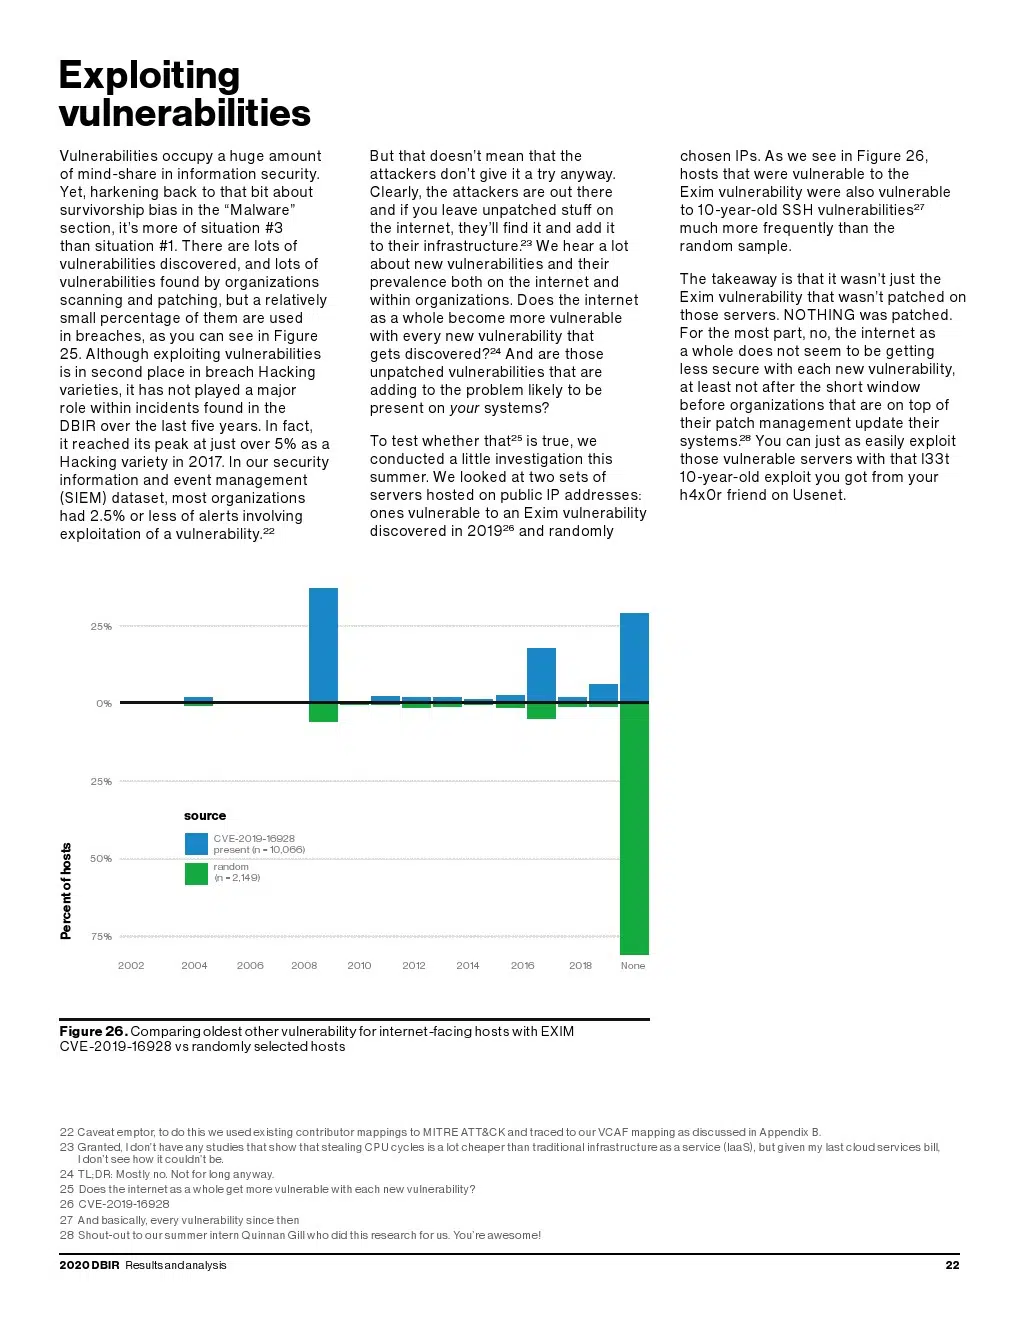 Exploiting
vulnerabilities
Vulnerabilities occupy a huge amount
of mind-share in information security.
Yet, harkening back to that bit about
survivorship bias in the “Malware”
section, it’s more of situation #3
than situation #1. There are lots of
vulnerabilities discovered, and lots of
vulnerabilities found by organizations
scanning and patching, but a relatively
small percentage of them are used
in breaches, as you can see in Figure
25. Although exploiting vulnerabilities
is in second place in breach Hacking
varieties, it has not played a major
role within incidents found in the
DBIR over the last five years. In fact,
it reached its peak at just over 5% as a
Hacking variety in 2017. In our security
information and event management
(SIEM) dataset, most organizations
had 2.5% or less of alerts involving
exploitation of a vulnerability.²²
But that doesn’t mean that the
attackers don’t give it a try anyway.
Clearly, the attackers are out there
and if you leave unpatched stuff on
the internet, they’ll find it and add it
to their infrastructure.²³ We hear a lot
about new vulnerabilities and their
prevalence both on the internet and
within organizations. Does the internet
as a whole become more vulnerable
with every new vulnerability that
gets discovered?²⁴ And are those
unpatched vulnerabilities that are
adding to the problem likely to be
present on your systems?
To test whether that²⁵ is true, we
conducted a little investigation this
summer. We looked at two sets of
servers hosted on public IP addresses:
ones vulnerable to an Exim vulnerability
discovered in 2019²⁶ and randomly
chosen IPs. As we see in Figure 26,
hosts that were vulnerable to the
Exim vulnerability were also vulnerable
to 10-year-old SSH vulnerabilities²⁷
much more frequently than the
random sample.
The takeaway is that it wasn’t just the
Exim vulnerability that wasn’t patched on
those servers. NOTHING was patched.
For the most part, no, the internet as
a whole does not seem to be getting
less secure with each new vulnerability,
at least not after the short window
before organizations that are on top of
their patch management update their
systems.²⁸ You can just as easily exploit
those vulnerable servers with that l33t
10-year-old exploit you got from your
h4x0r friend on Usenet.
25%
0%
25%
50%
75%
Percent of hosts
source
CVE-2019-16928
present (n = 10,066)
random
(n = 2,149)
2002 2004 2006 2008 2010 2012 2014 2016 2018 None
Figure 26. Comparing oldest other vulnerability for internet-facing hosts with EXIM
CVE-2019-16928 vs randomly selected hosts
22 Caveat emptor, to do this we used existing contributor mappings to MITRE ATT&CK and traced to our VCAF mapping as discussed in Appendix B.
23 Granted, I don’t have any studies that show that stealing CPU cycles is a lot cheaper than traditional infrastructure as a service (IaaS), but given my last cloud services bill,
I don’t see how it couldn’t be.
24 TL;DR: Mostly no. Not for long anyway.
25 Does the internet as a whole get more vulnerable with each new vulnerability?
26 CVE-2019-16928
27 And basically, every vulnerability since then
28 Shout-out to our summer intern Quinnan Gill who did this research for us. You’re awesome!
2020 DBIR Results and analysis
22